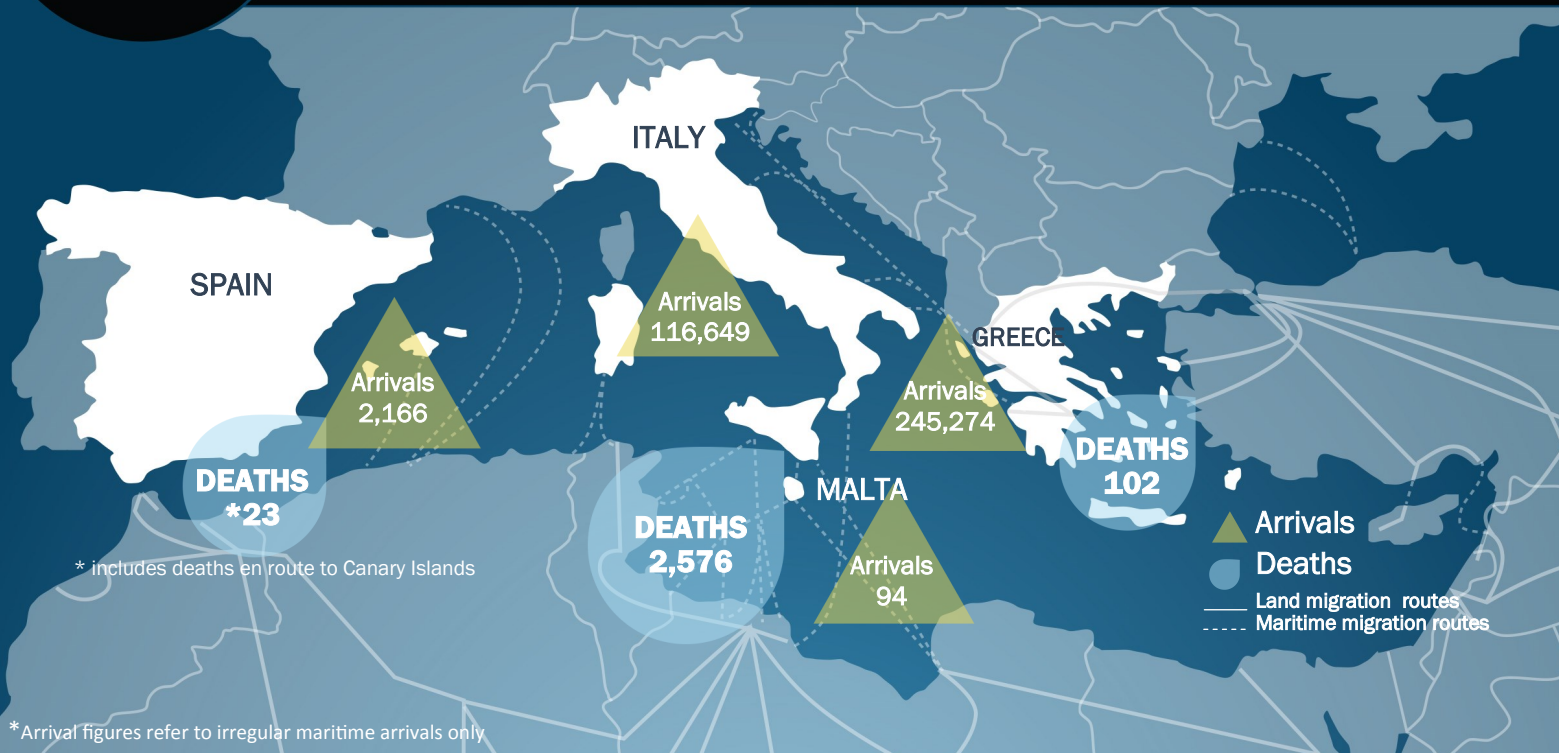 ITALY
SPAIN
Arrivals
116,649
GREECE
Arrivals
2,166
Arrivals
245,274
DEATHS
*23
DEATHS
102
MALTA
DEATHS
2,576
Arrivals
94
* includes deaths en route to Canary Islands
Arrivals
Deaths
Land migration routes
Maritime migration routes
*Arrival figures refer to irregular maritime arrivals only